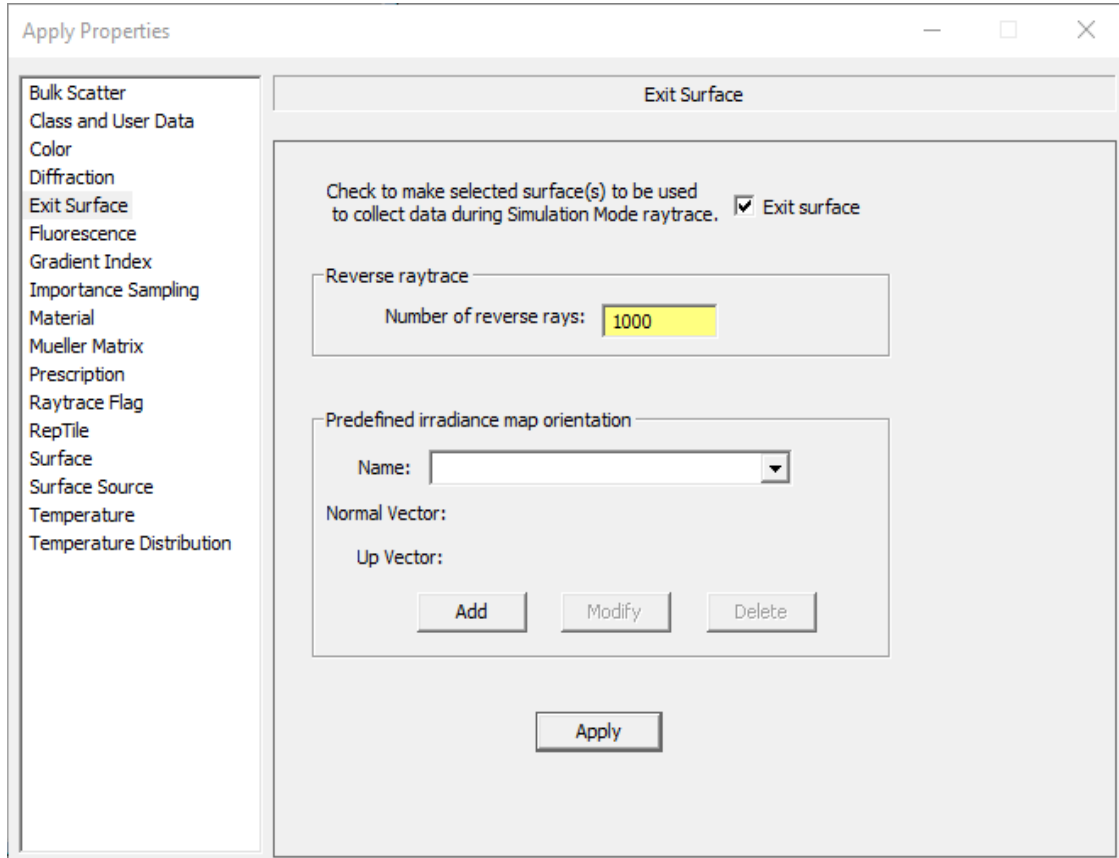 Apply Properties
Bulk Scatter
Class and User Data
Color
Diffraction
Exit Surface
Fluorescence
Gradient Index
Importance Sampling
Material
Mueller Matrix
Prescription
Raytrace Flag
RepTile
Surface
Surface Source
Temperature
Temperature Distribution
Exit Surface
Check to make selected surface(s) to be used
to collect data during Simulation Mode raytrace.
Exit surface
Reverse raytrace
Number of reverse rays: 1000
Predefined irradiance map orientation
Name:
Normal Vector:
Up Vector:
Add Modify Delete
Apply